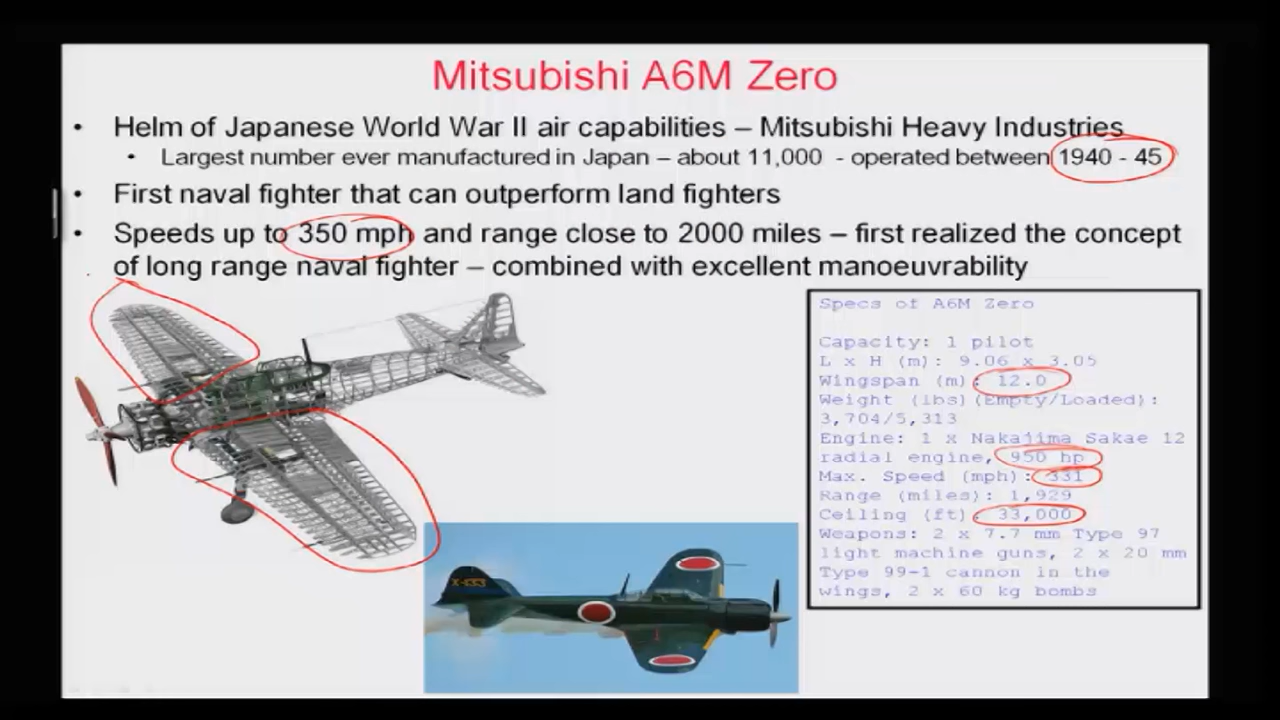 Mitsubishi A6M Zero
• Helm of Japanese World War II air capabilities – Mitsubishi Heavy Industries
• Largest number ever manufactured in Japan – about 11,000 - operated between 1940 - 45
• First naval fighter that can outperform land fighters
• Speeds up to 350 mph and range close to 2000 miles – first realized the concept
of long range naval fighter – combined with excellent manoeuvrability
Specs of A6M Zero
Capacity: 1 pilot
L x H (m): 9.06 x 3.05
Wingspan (m): 12.0
Weight (lbs)(Empty/Loaded):
3,704/5,313
Engine: 1 x Nakajima Sakae 12
radial engine, 950 hp
Max. Speed (mph): 331
Range (miles): 1,929
Ceiling (ft): 33,000
Weapons: 2 x 7.7 mm Type 97
light machine guns, 2 x 20 mm
Type 99-1 cannon in the
wings, 2 x 60 kg bombs